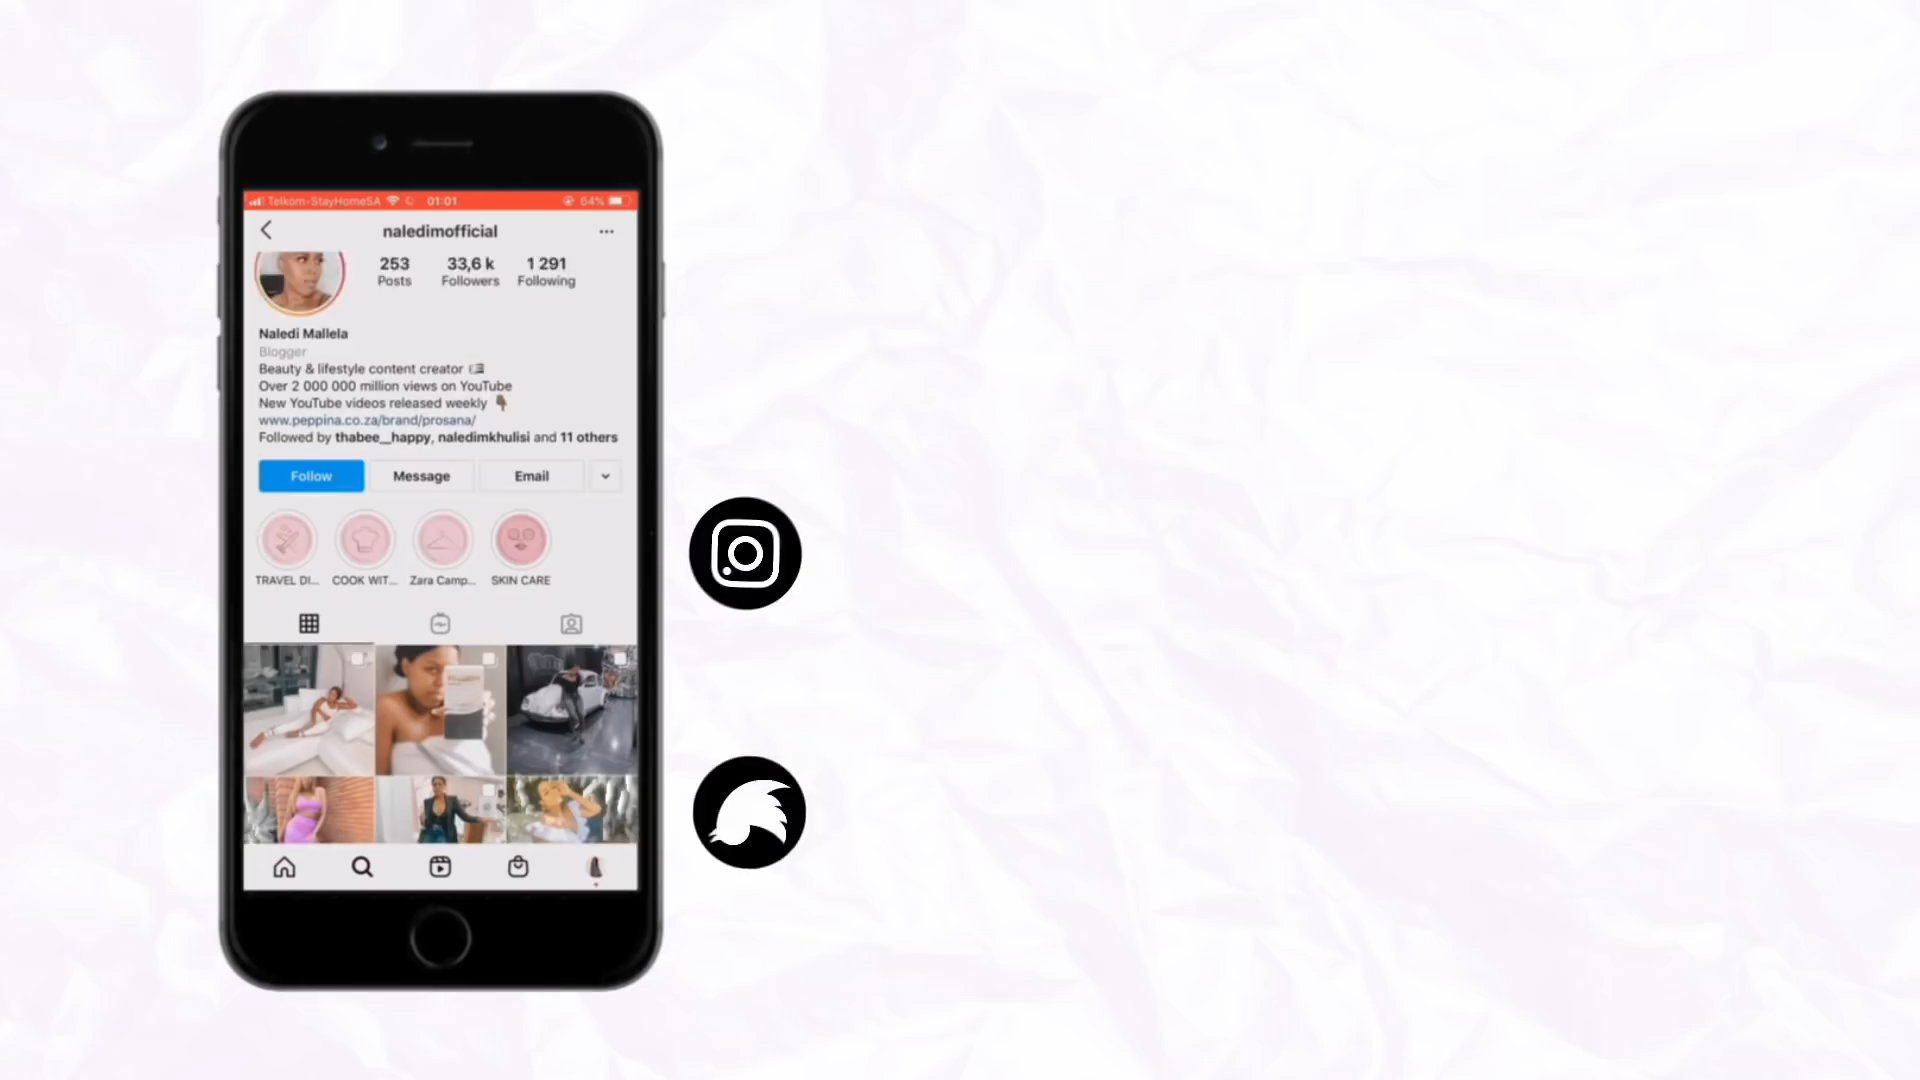 Telkom-StayHomeSA 01:01 64%
naledimofficial
253 33,6 k 1 291
Posts Followers Following
Naledi Mallela
Blogger
Beauty & lifestyle content creator
Over 2 000 000 million views on YouTube
New YouTube videos released weekly
www.peppina.co.za/brand/prosana/
Followed by thabee__happy, naledimkhulisi and 11 others
Follow Message Email
TRAVEL DI... COOK WIT... Zara Camp... SKIN CARE